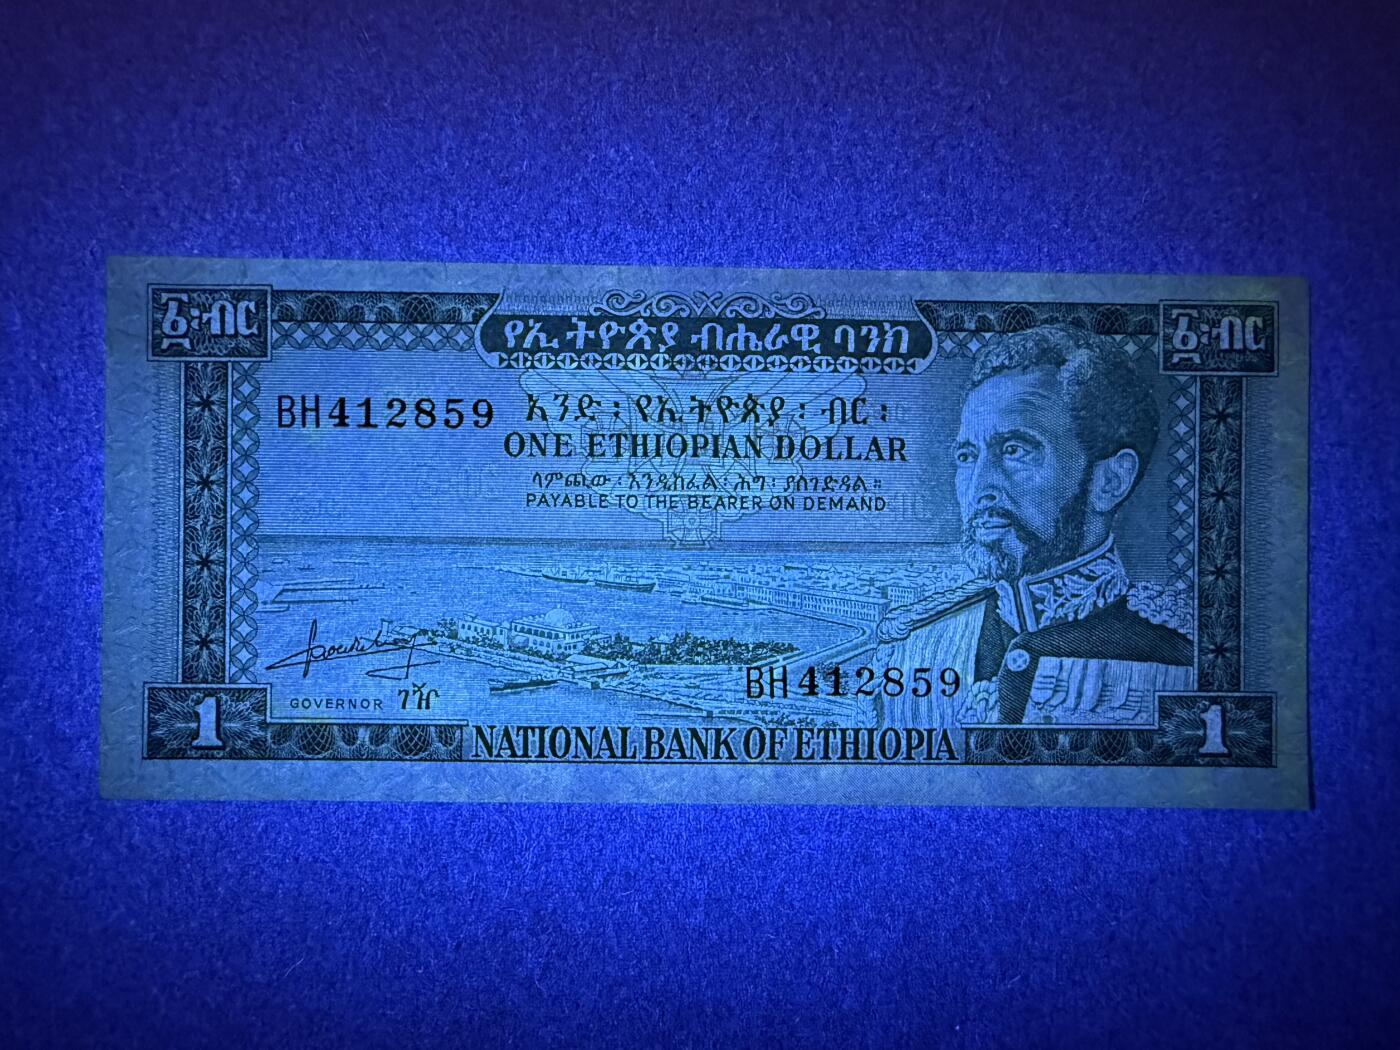 ፩፡ብር
የኢትዮጵያ ብሔራዊ ባንክ
፩፡ብር
BH412859
አንድ ፡ የኢትዮጵያ ፡ ብር ፡
ONE ETHIOPIAN DOLLAR
ላምጪው ፡ እንዲከፈል ፡ ሕግ ፡ ያስገድዳል ።
PAYABLE TO THE BEARER ON DEMAND
BH412859
GOVERNOR ገዥ
1
NATIONAL BANK OF ETHIOPIA
1